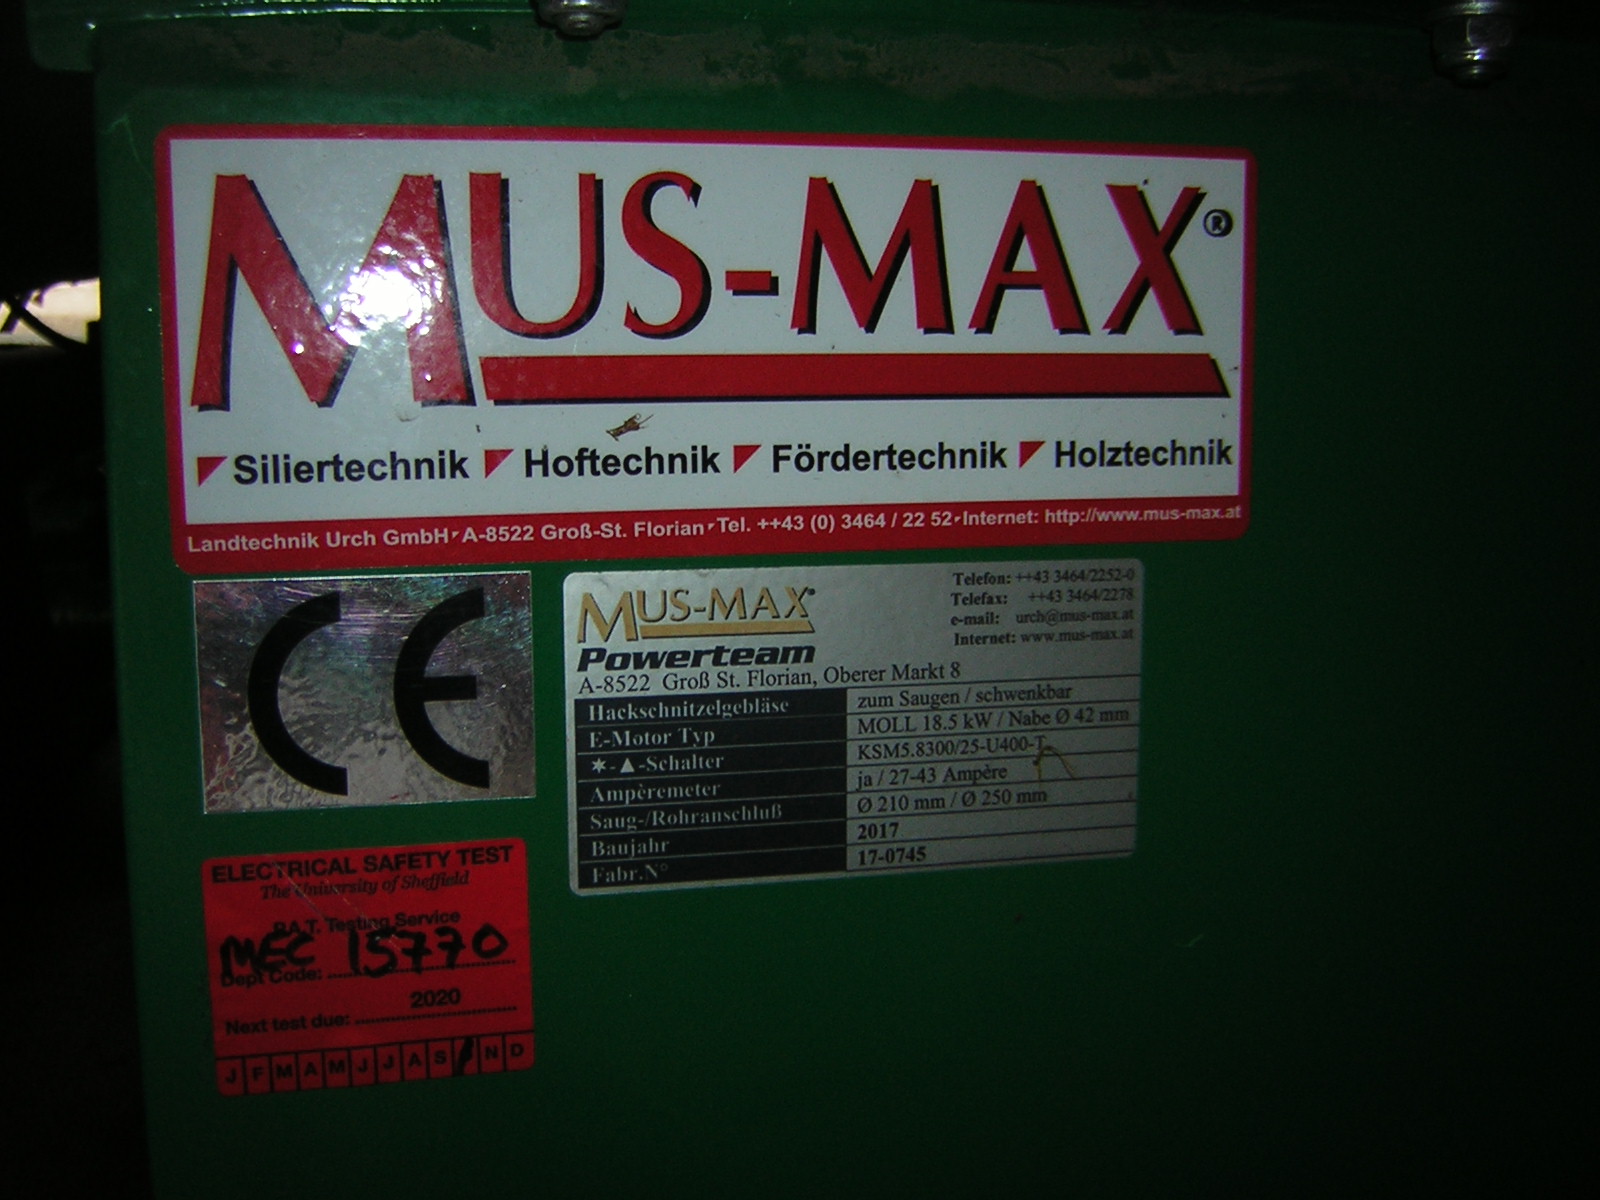 MUS-MAX®
Siliertechnik Hoftechnik Fördertechnik Holztechnik
Landtechnik Urch GmbH A-8522 Groß-St. Florian Tel. ++43 (0) 3464 / 22 52 Internet: http://www.mus-max.at
CE
MUS-MAX®
Powerteam
Telefon: ++43 3464/2252-0
Telefax: ++43 3464/2278
e-mail: urch@mus-max.at
Internet: www.mus-max.at
A-8522 Groß St. Florian, Oberer Markt 8
Hackschnitzelgebläse zum Saugen / schwenkbar
E-Motor Typ MOLL 18.5 kW / Nabe Ø 42 mm
✶-▲-Schalter KSM5.8300/25-U400-T
Ampèremeter ja / 27-43 Ampère
Saug-/Rohranschluß Ø 210 mm / Ø 250 mm
Baujahr 2017
Fabr.N° 17-0745
ELECTRICAL SAFETY TEST
The University of Sheffield
P.A.T. Testing Service
MEC 15770
Dept Code:
2020
Next test due:
J F M A M J J A S N D